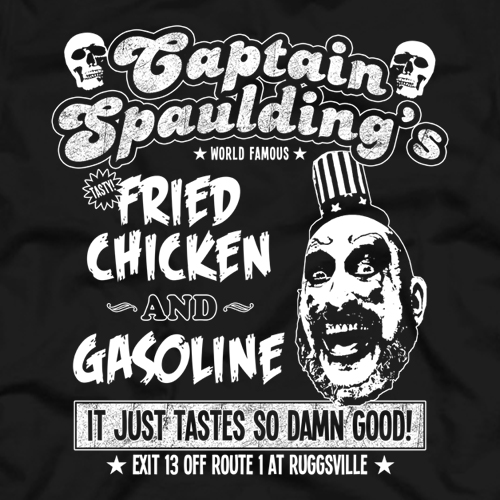 Captain
Spaulding's
★ WORLD FAMOUS ★
TASTY!
FRIED
CHICKEN
AND
GASOLINE
IT JUST TASTES SO DAMN GOOD!
★ EXIT 13 OFF ROUTE 1 AT RUGGSVILLE ★